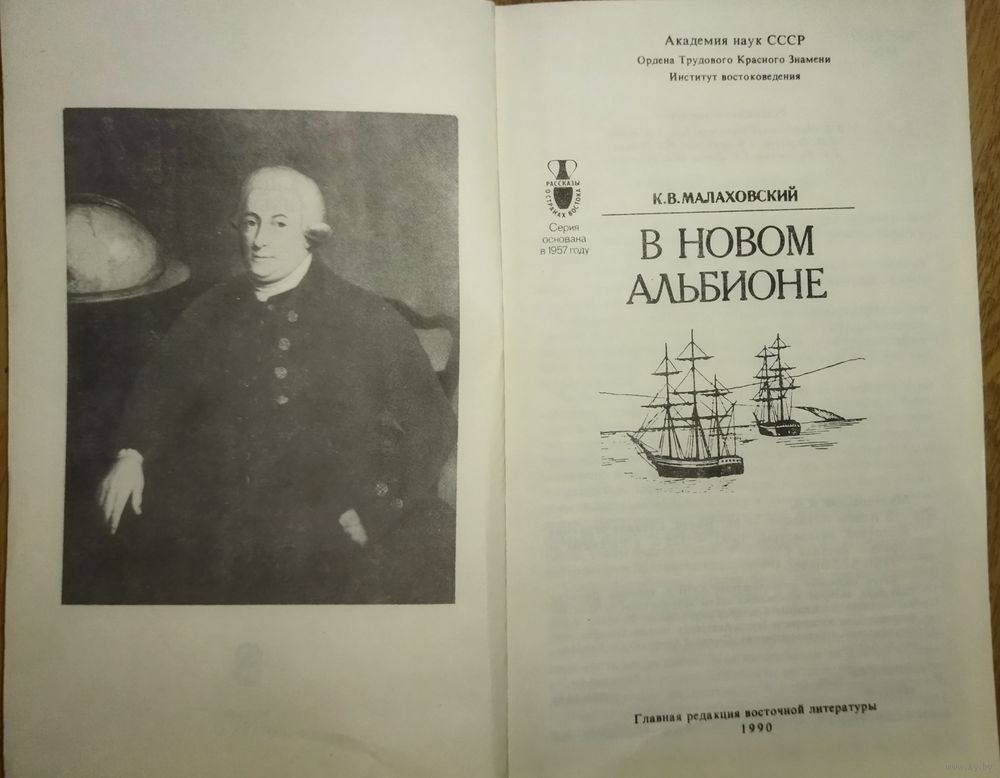 Академия наук СССР
Ордена Трудового Красного Знамени
Институт востоковедения
РАССКАЗЫ
О СТРАНАХ ВОСТОКА
Серия
основана
в 1957 году
К.В.МАЛАХОВСКИЙ
В НОВОМ
АЛЬБИОНЕ
Главная редакция восточной литературы
1990